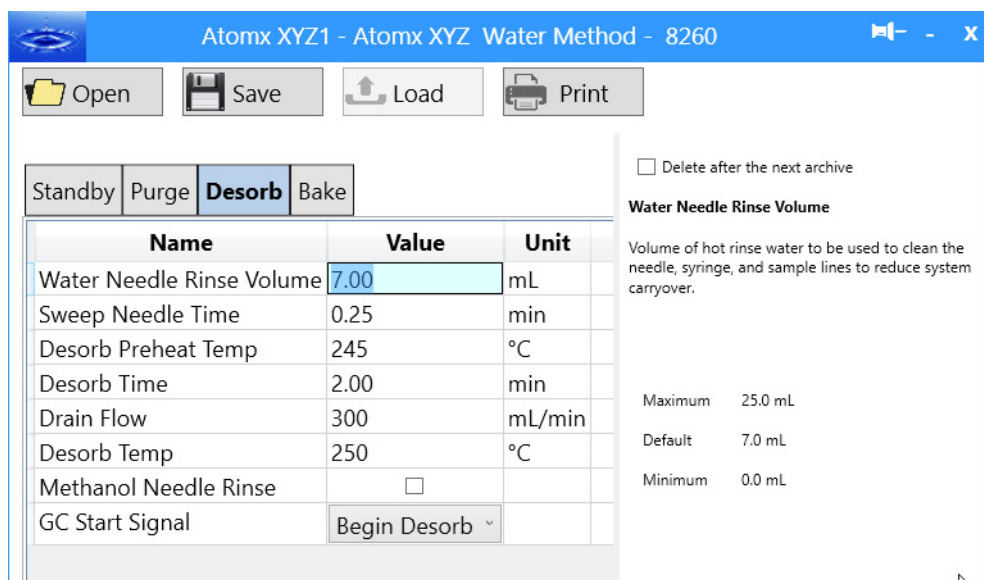 Atomx XYZ1 - Atomx XYZ  Water Method -  8260
Open Save Load Print
Standby Purge Desorb Bake
Name Value Unit
Water Needle Rinse Volume 7.00 mL
Sweep Needle Time 0.25 min
Desorb Preheat Temp 245 °C
Desorb Time 2.00 min
Drain Flow 300 mL/min
Desorb Temp 250 °C
Methanol Needle Rinse
GC Start Signal Begin Desorb
Delete after the next archive
Water Needle Rinse Volume
Volume of hot rinse water to be used to clean the
needle, syringe, and sample lines to reduce system
carryover.
Maximum 25.0 mL
Default 7.0 mL
Minimum 0.0 mL